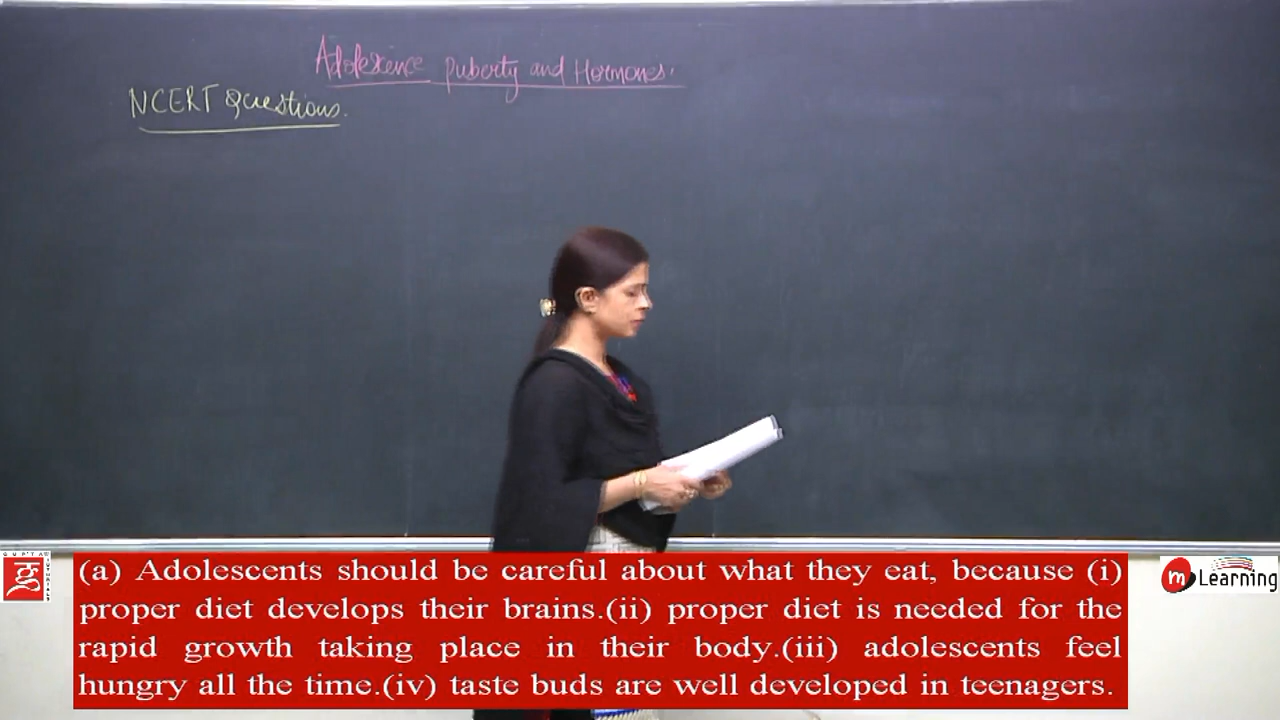 Adolescence puberty and Hormones.
NCERT Questions.
(a) Adolescents should be careful about what they eat, because (i)
proper diet develops their brains.(ii) proper diet is needed for the
rapid growth taking place in their body.(iii) adolescents feel
hungry all the time.(iv) taste buds are well developed in teenagers.
m Learning